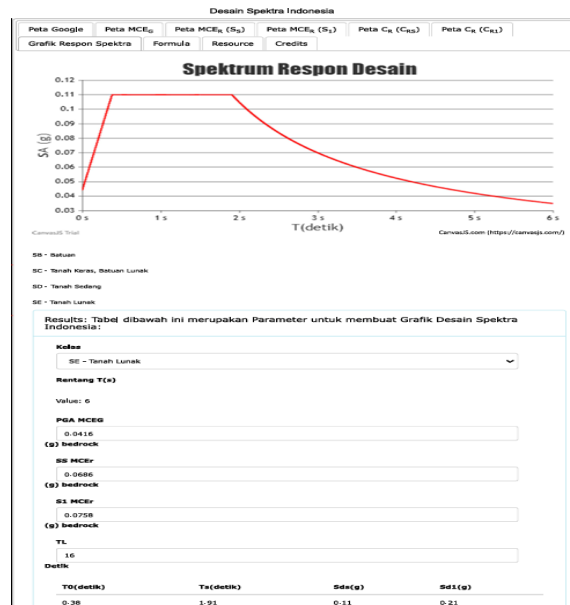 Desain Spektra Indonesia
Peta Google Peta MCEG Peta MCER (SS) Peta MCER (S1) Peta CR (CRS) Peta CR (CR1)
Grafik Respon Spektra Formula Resource Credits
Spektrum Respon Desain
0.12
0.11
0.1
0.09
0.08
0.07
0.06
0.05
0.04
0.03
SA (g)
0 s 1 s 2 s 3 s 4 s 5 s 6 s
T(detik)
CanvasJS Trial CanvasJS.com (https://canvasjs.com/)
SB - Batuan
SC - Tanah Keras, Batuan Lunak
SD - Tanah Sedang
SE - Tanah Lunak
Results: Tabel dibawah ini merupakan Parameter untuk membuat Grafik Desain Spektra
Indonesia:
Kelas
SE - Tanah Lunak
Rentang T(s)
Value: 6
PGA MCEG
0.0416
(g) bedrock
SS MCEr
0.0686
(g) bedrock
S1 MCEr
0.0758
(g) bedrock
TL
16
Detik
T0(detik) Ts(detik) Sds(g) Sd1(g)
0.38 1.91 0.11 0.21